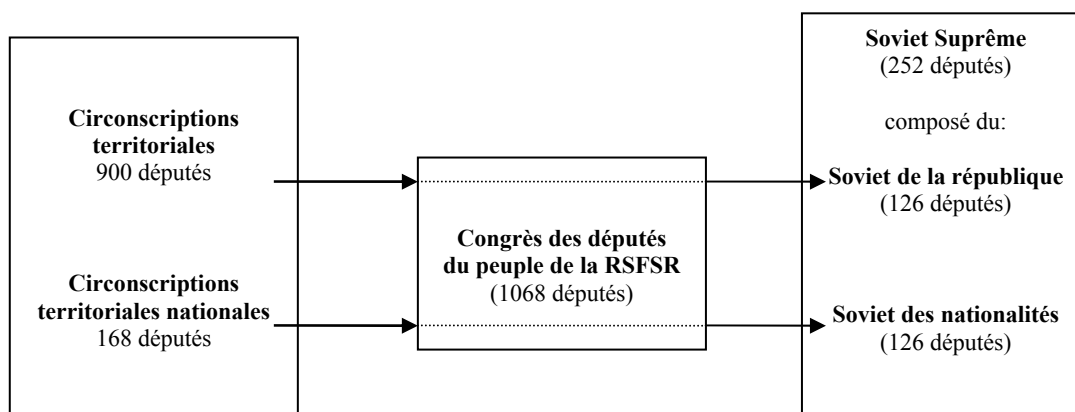 Circonscriptions
territoriales
900 députés
Circonscriptions
territoriales nationales
168 députés
Congrès des députés
du peuple de la RSFSR
(1068 députés)
Soviet Suprême
(252 députés)
composé du:
Soviet de la république
(126 députés)
Soviet des nationalités
(126 députés)